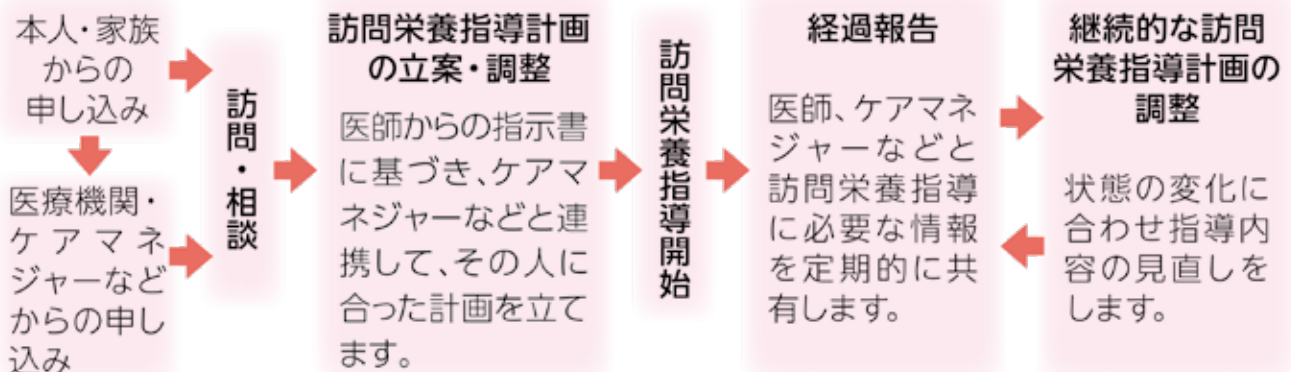 本人・家族
からの
申し込み
医療機関・
ケアマネ
ジャーなど
からの申し
込み
訪問・相談
訪問栄養指導計画
の立案・調整
医師からの指示書
に基づき、ケアマ
ネジャーなどと連
携して、その人に
合った計画を立て
ます。
訪問栄養指導開始
経過報告
医師、ケアマネ
ジャーなどと
訪問栄養指導
に必要な情報
を定期的に共
有します。
継続的な訪問
栄養指導計画の
調整
状態の変化に
合わせ指導内
容の見直しを
します。